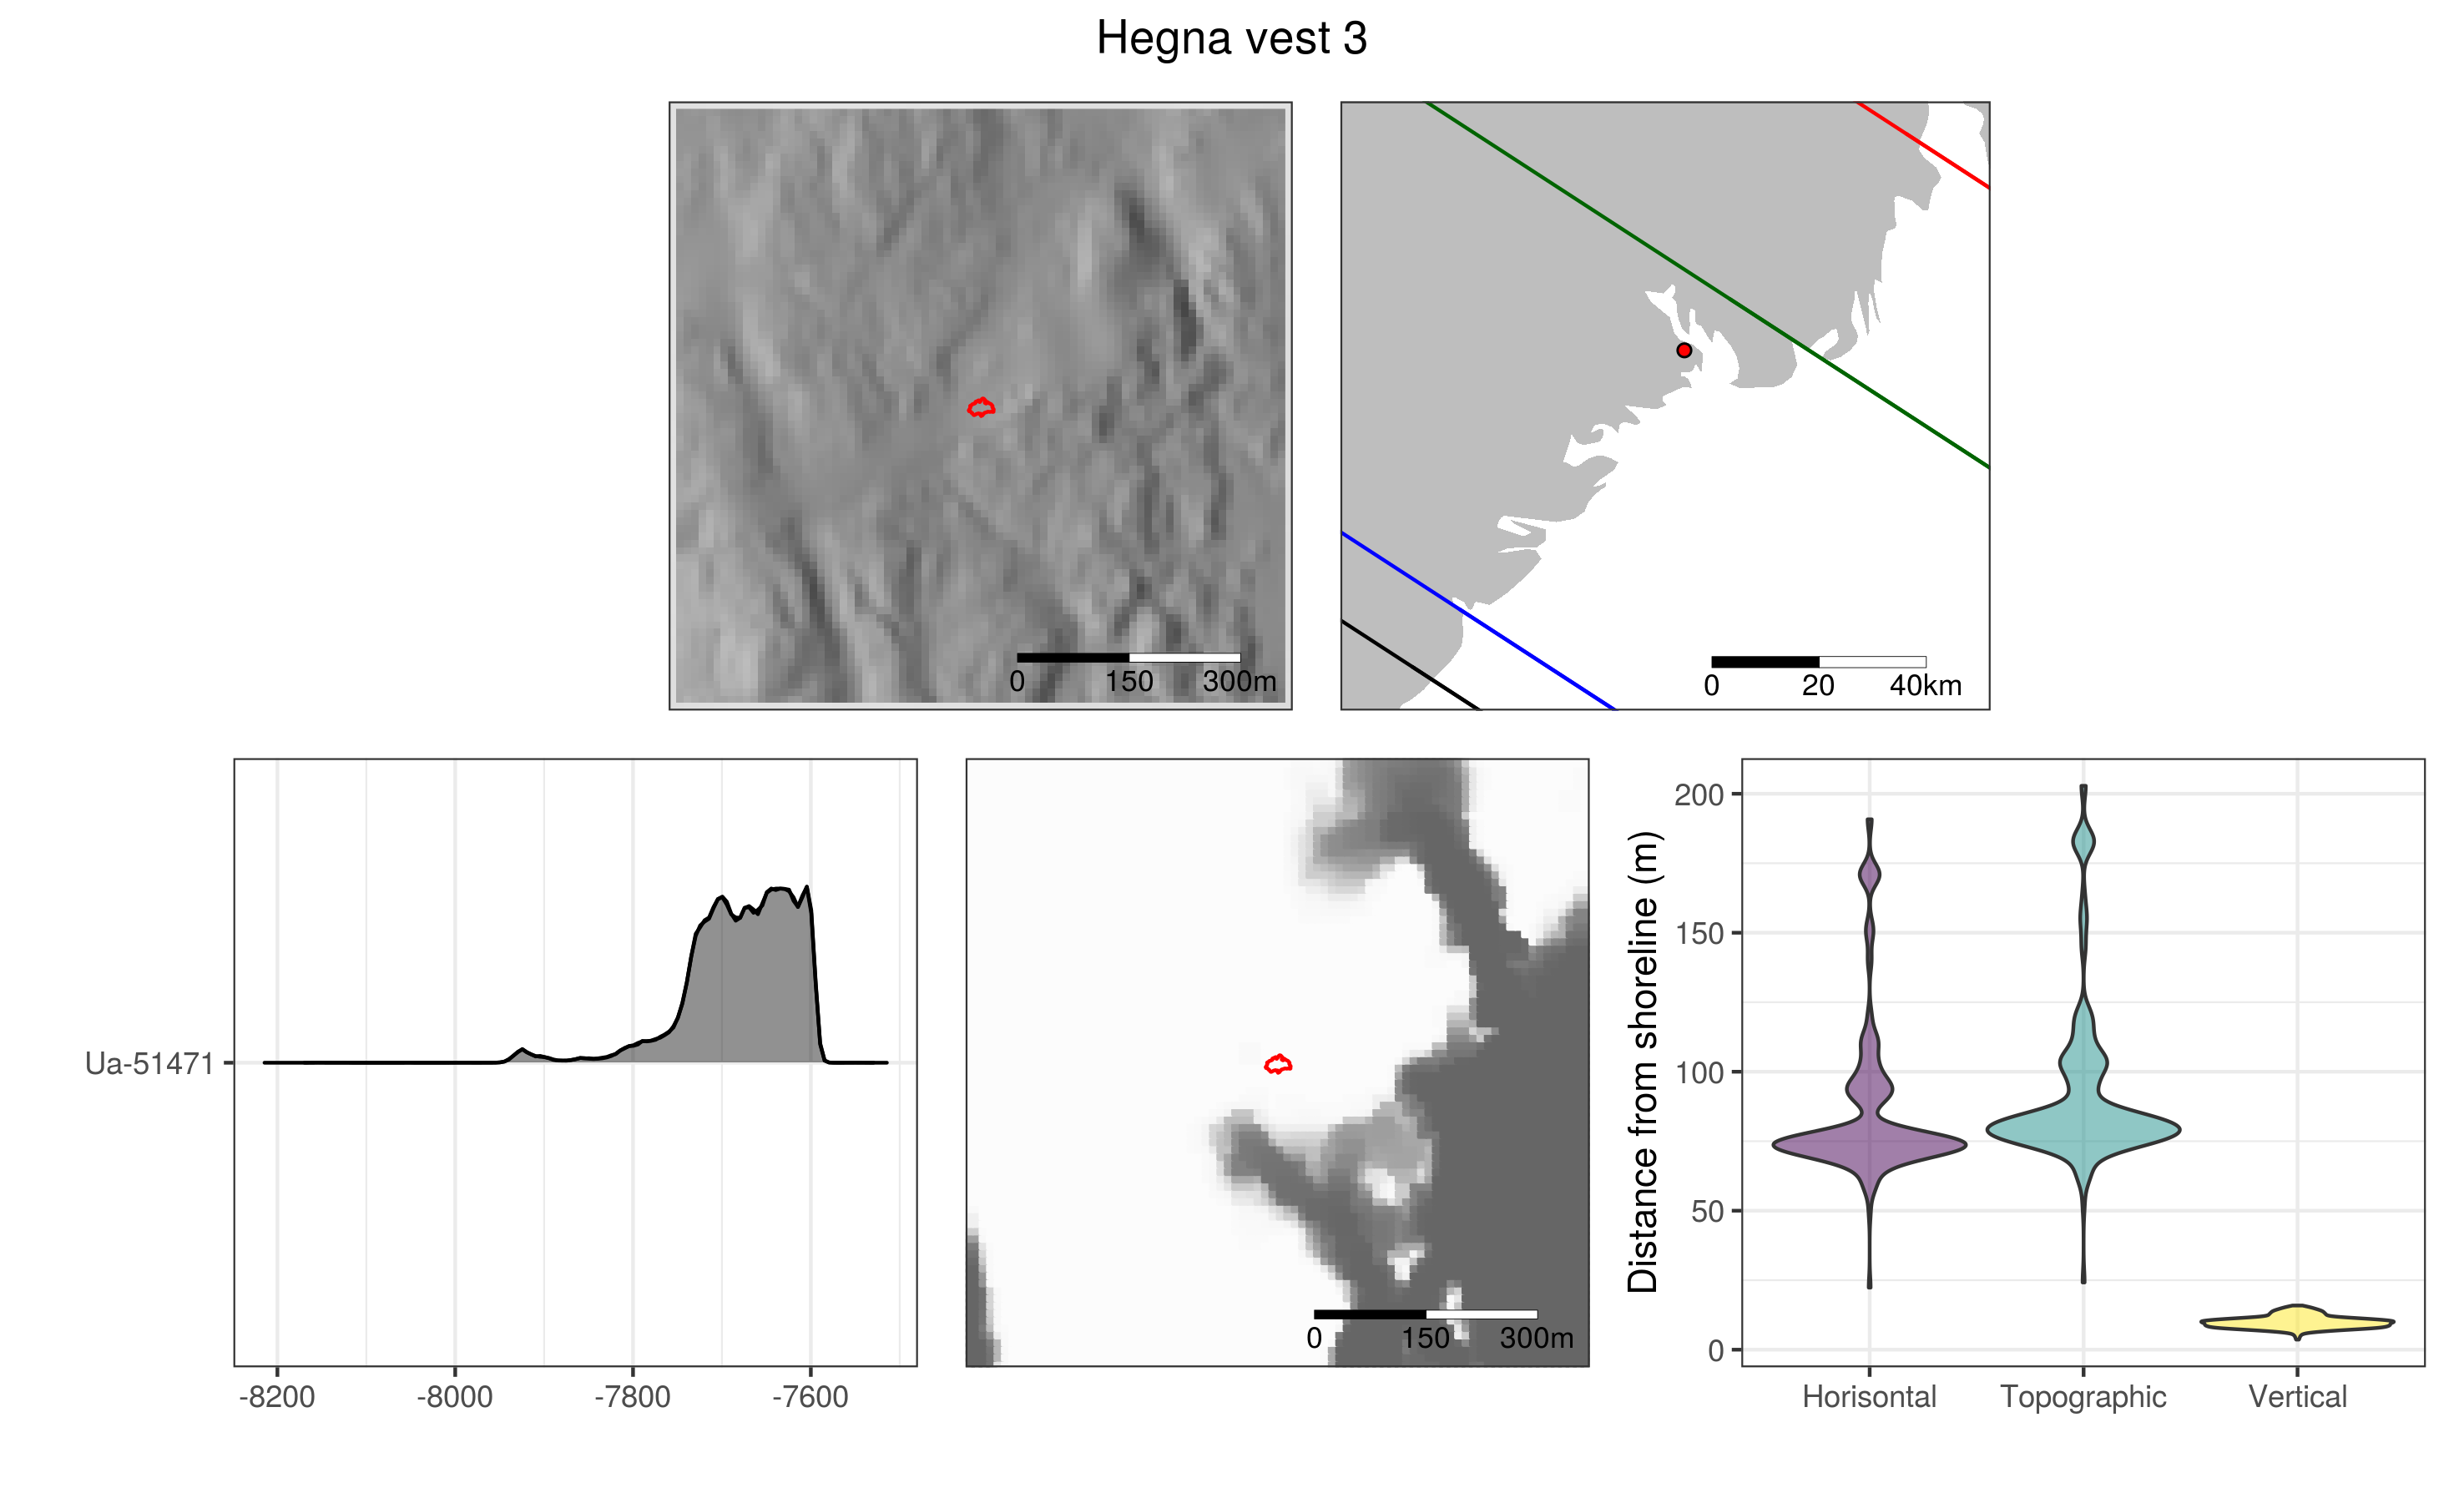 Hegna vest 3
0 150 300m
0 20 40km
Ua-51471
-8200 -8000 -7800 -7600
0 150 300m
Distance from shoreline (m)
200
150
100
50
0
Horisontal Topographic Vertical